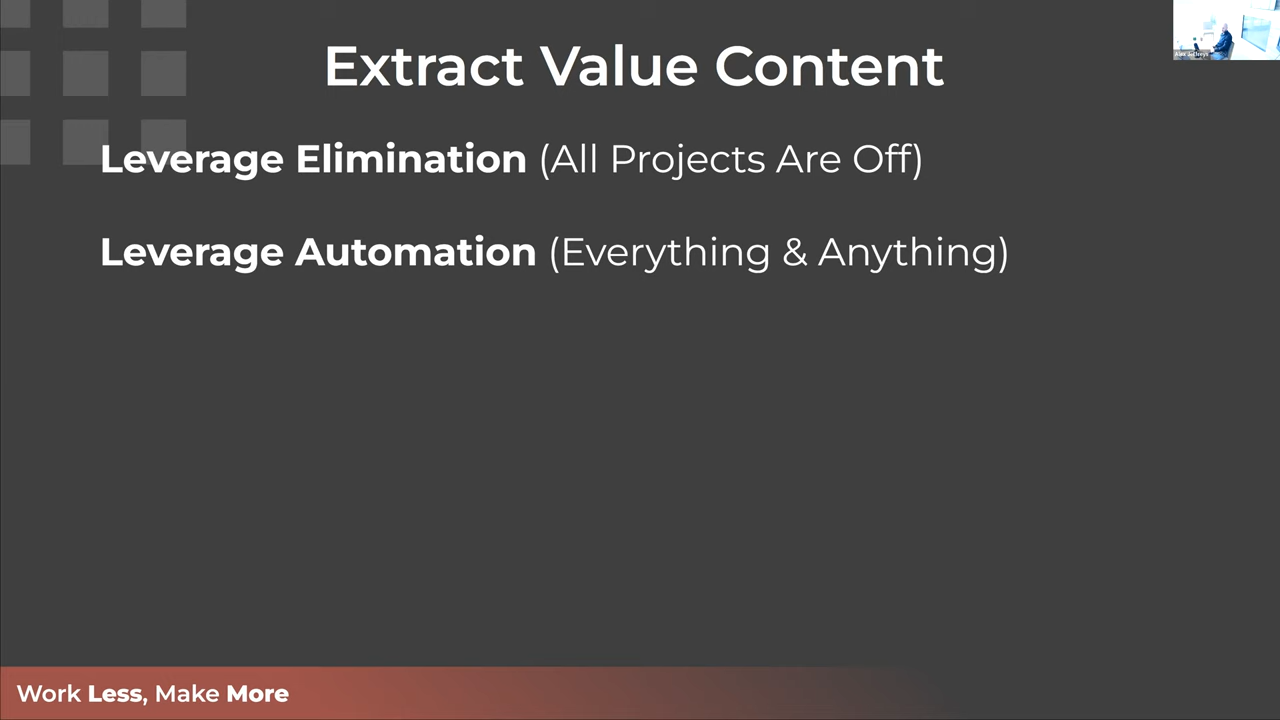 Extract Value Content
Leverage Elimination (All Projects Are Off)
Leverage Automation (Everything & Anything)
Work Less, Make More